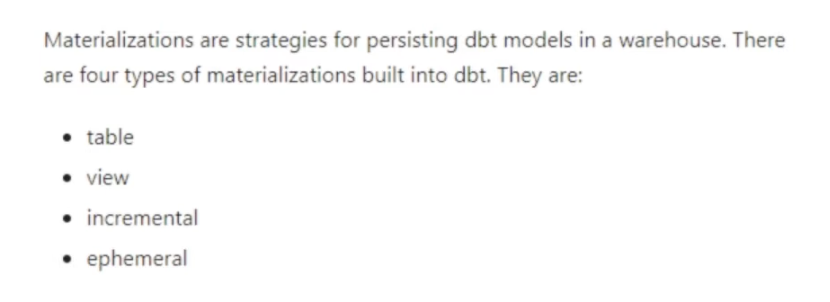 Materializations are strategies for persisting dbt models in a warehouse. There
are four types of materializations built into dbt. They are:
• table
• view
• incremental
• ephemeral